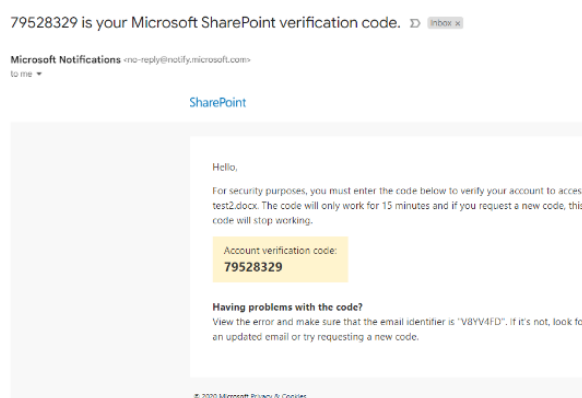 79528329 is your Microsoft SharePoint verification code. Inbox x
Microsoft Notifications <no-reply@notify.microsoft.com>
to me
SharePoint
Hello,
For security purposes, you must enter the code below to verify your account to acces
test2.docx. The code will only work for 15 minutes and if you request a new code, this
code will stop working.
Account verification code:
79528329
Having problems with the code?
View the error and make sure that the email identifier is "V8YV4FD". If it's not, look fo
an updated email or try requesting a new code.
© 2020 Microsoft Privacy & Cookies